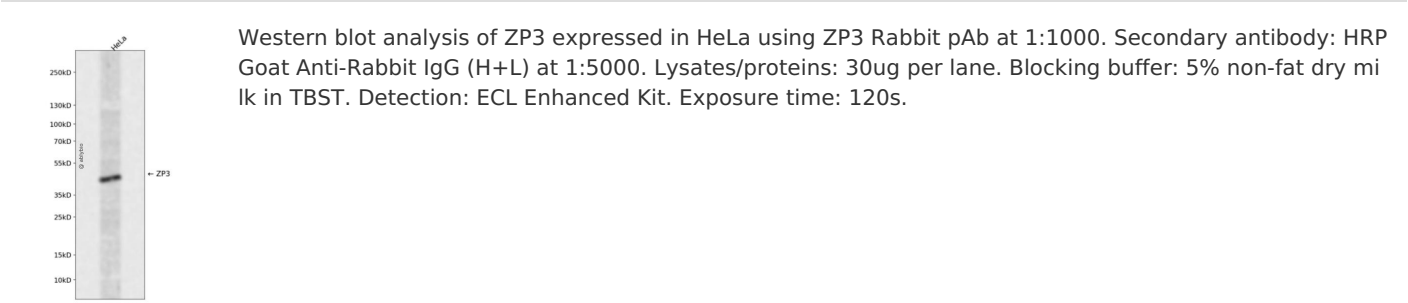 HeLa
Western blot analysis of ZP3 expressed in HeLa using ZP3 Rabbit pAb at 1:1000. Secondary antibody: HRP
Goat Anti-Rabbit IgG (H+L) at 1:5000. Lysates/proteins: 30ug per lane. Blocking buffer: 5% non-fat dry mi
lk in TBST. Detection: ECL Enhanced Kit. Exposure time: 120s.
250kD
130kD
100kD
70kD
55kD
← ZP3
35kD
25kD
15kD
10kD